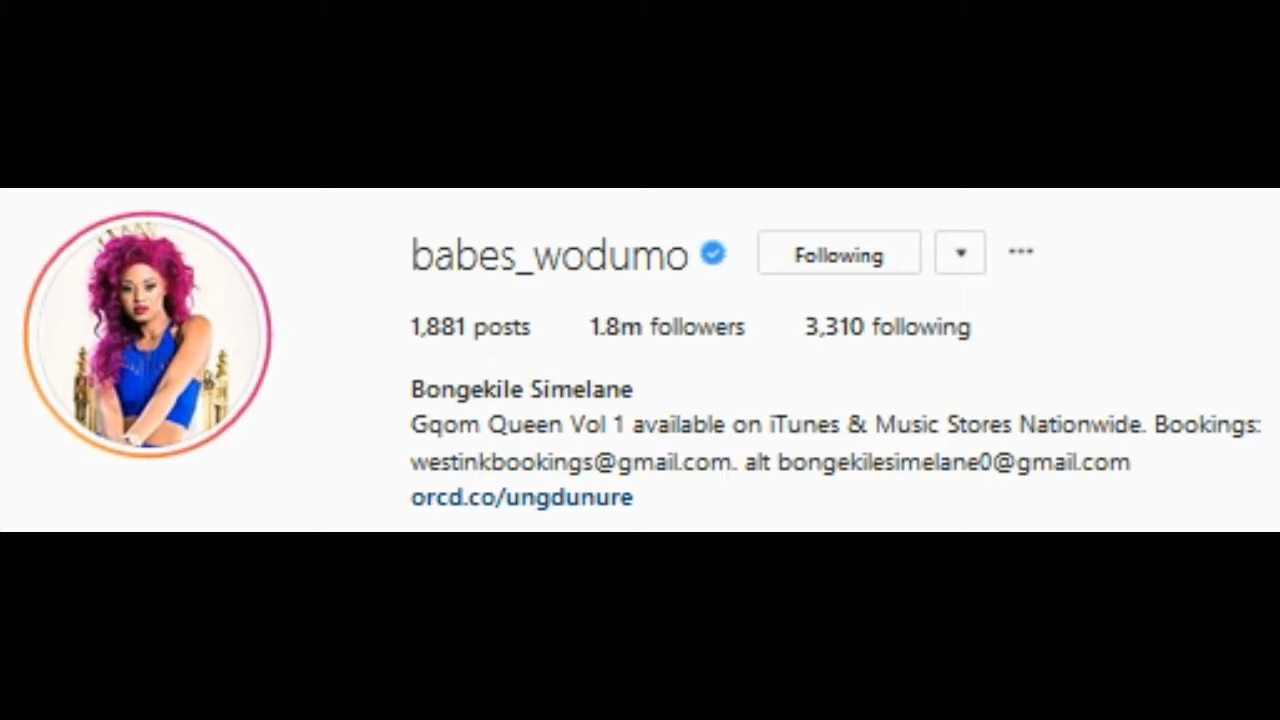 babes_wodumo Following
1,881 posts 1.8m followers 3,310 following
Bongekile Simelane
Gqom Queen Vol 1 available on iTunes & Music Stores Nationwide. Bookings:
westinkbookings@gmail.com. alt bongekilesimelane0@gmail.com
orcd.co/ungdunure